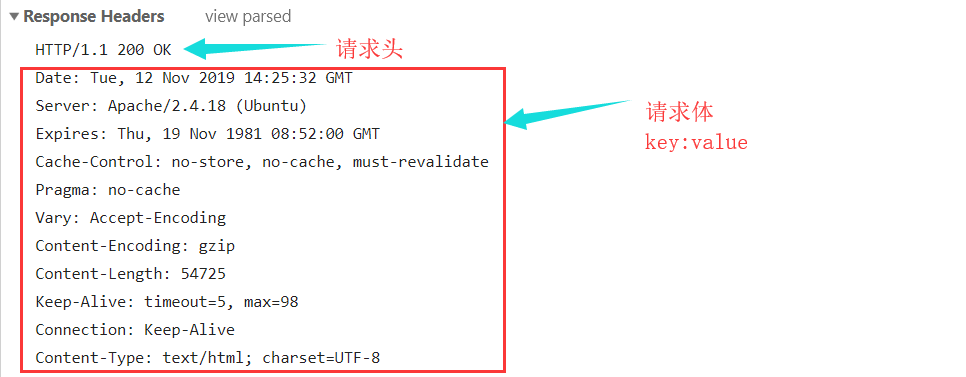 ▼Response Headers view parsed
HTTP/1.1 200 OK
请求头
Date: Tue, 12 Nov 2019 14:25:32 GMT
Server: Apache/2.4.18 (Ubuntu)
Expires: Thu, 19 Nov 1981 08:52:00 GMT
请求体
key:value
Cache-Control: no-store, no-cache, must-revalidate
Pragma: no-cache
Vary: Accept-Encoding
Content-Encoding: gzip
Content-Length: 54725
Keep-Alive: timeout=5, max=98
Connection: Keep-Alive
Content-Type: text/html; charset=UTF-8